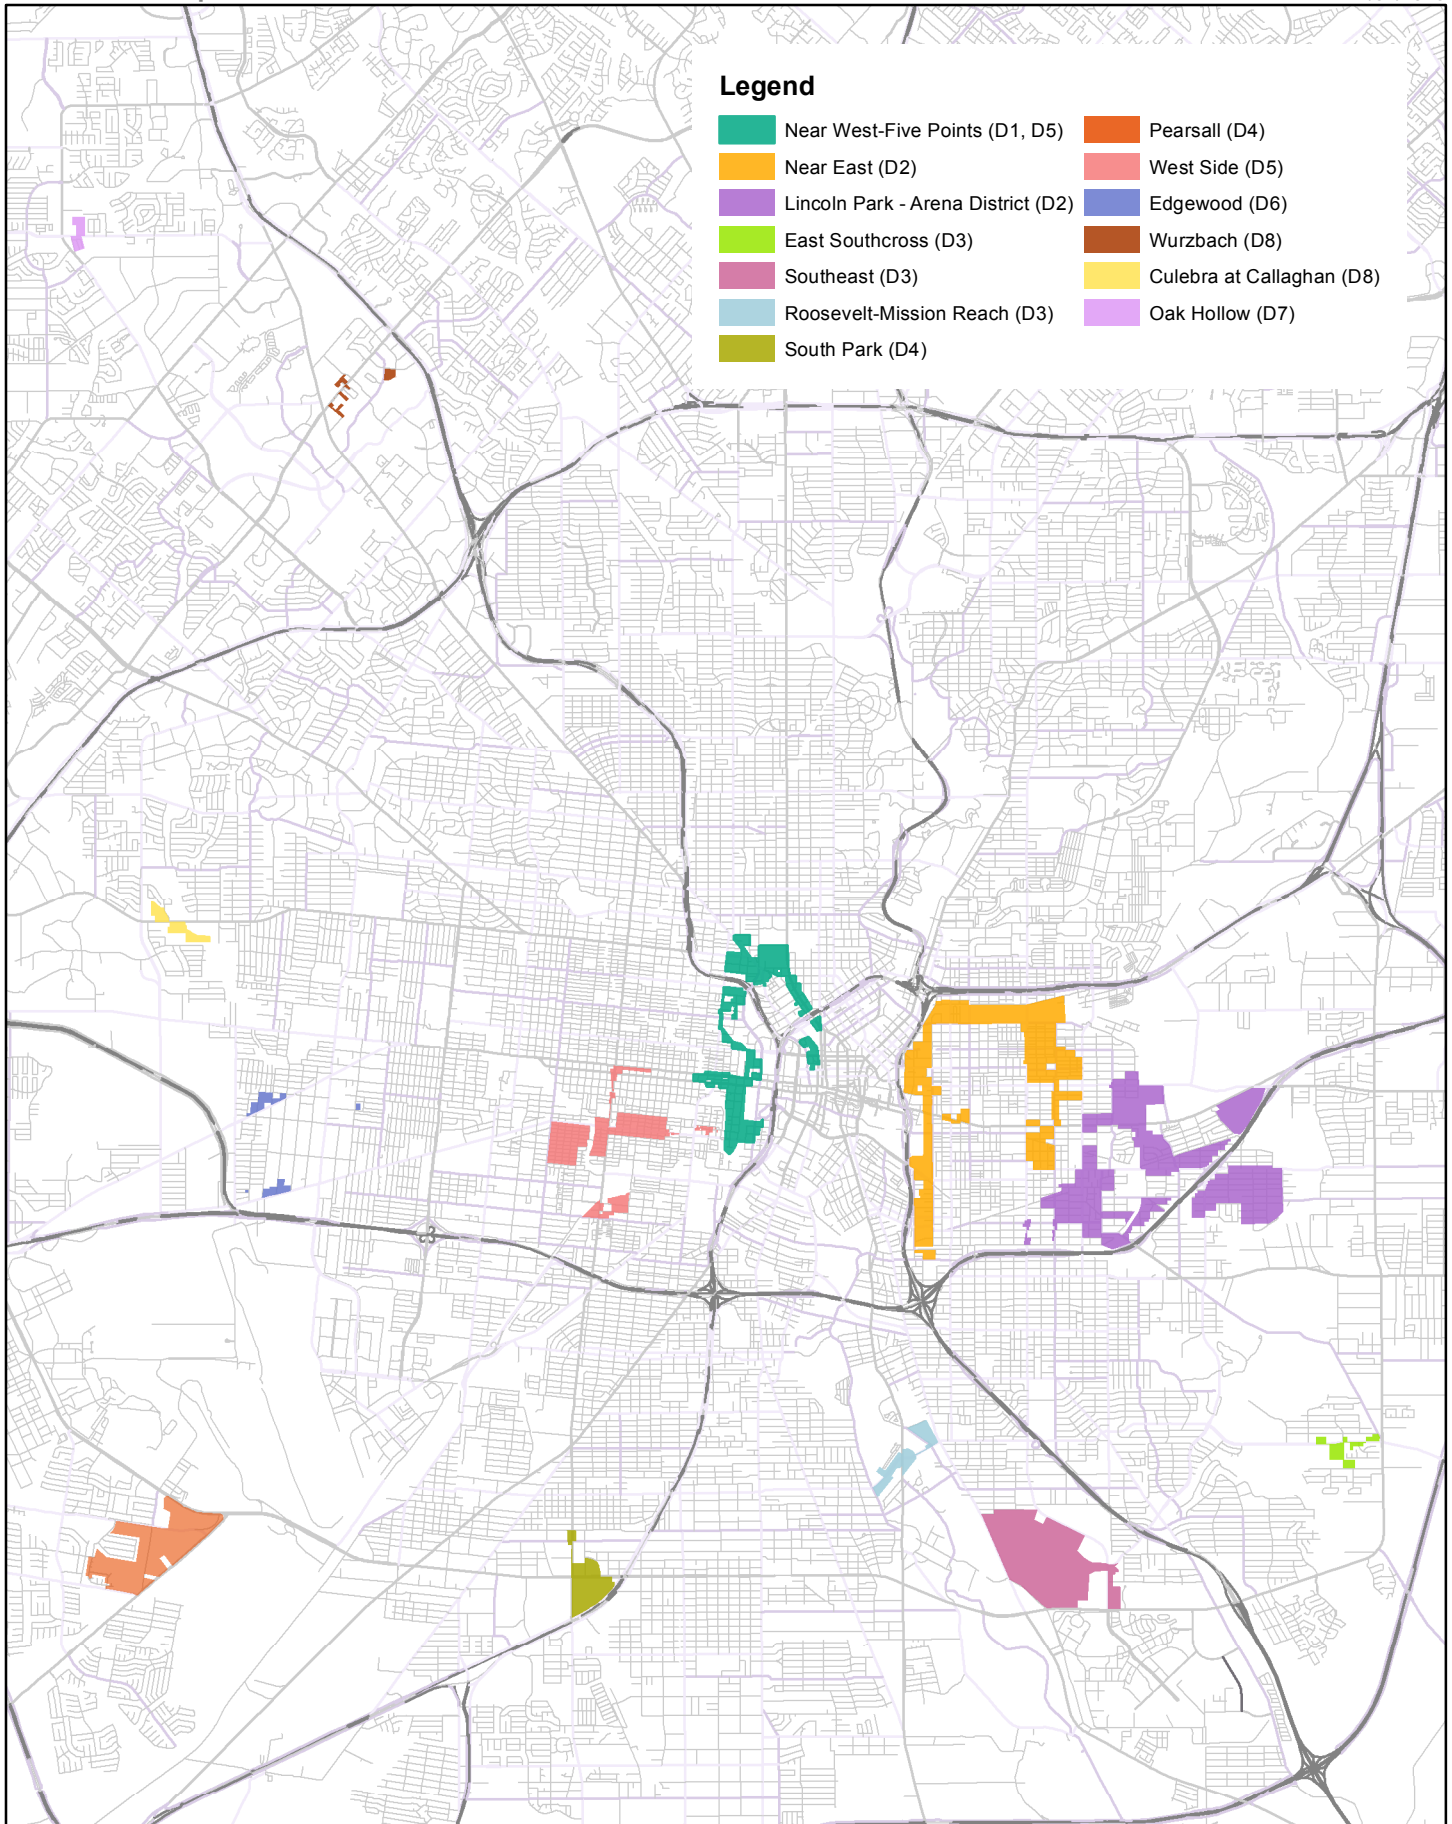 Legend
Near West-Five Points (D1, D5)
Near East (D2)
Lincoln Park - Arena District (D2)
East Southcross (D3)
Southeast (D3)
Roosevelt-Mission Reach (D3)
South Park (D4)
Pearsall (D4)
West Side (D5)
Edgewood (D6)
Wurzbach (D8)
Culebra at Callaghan (D8)
Oak Hollow (D7)